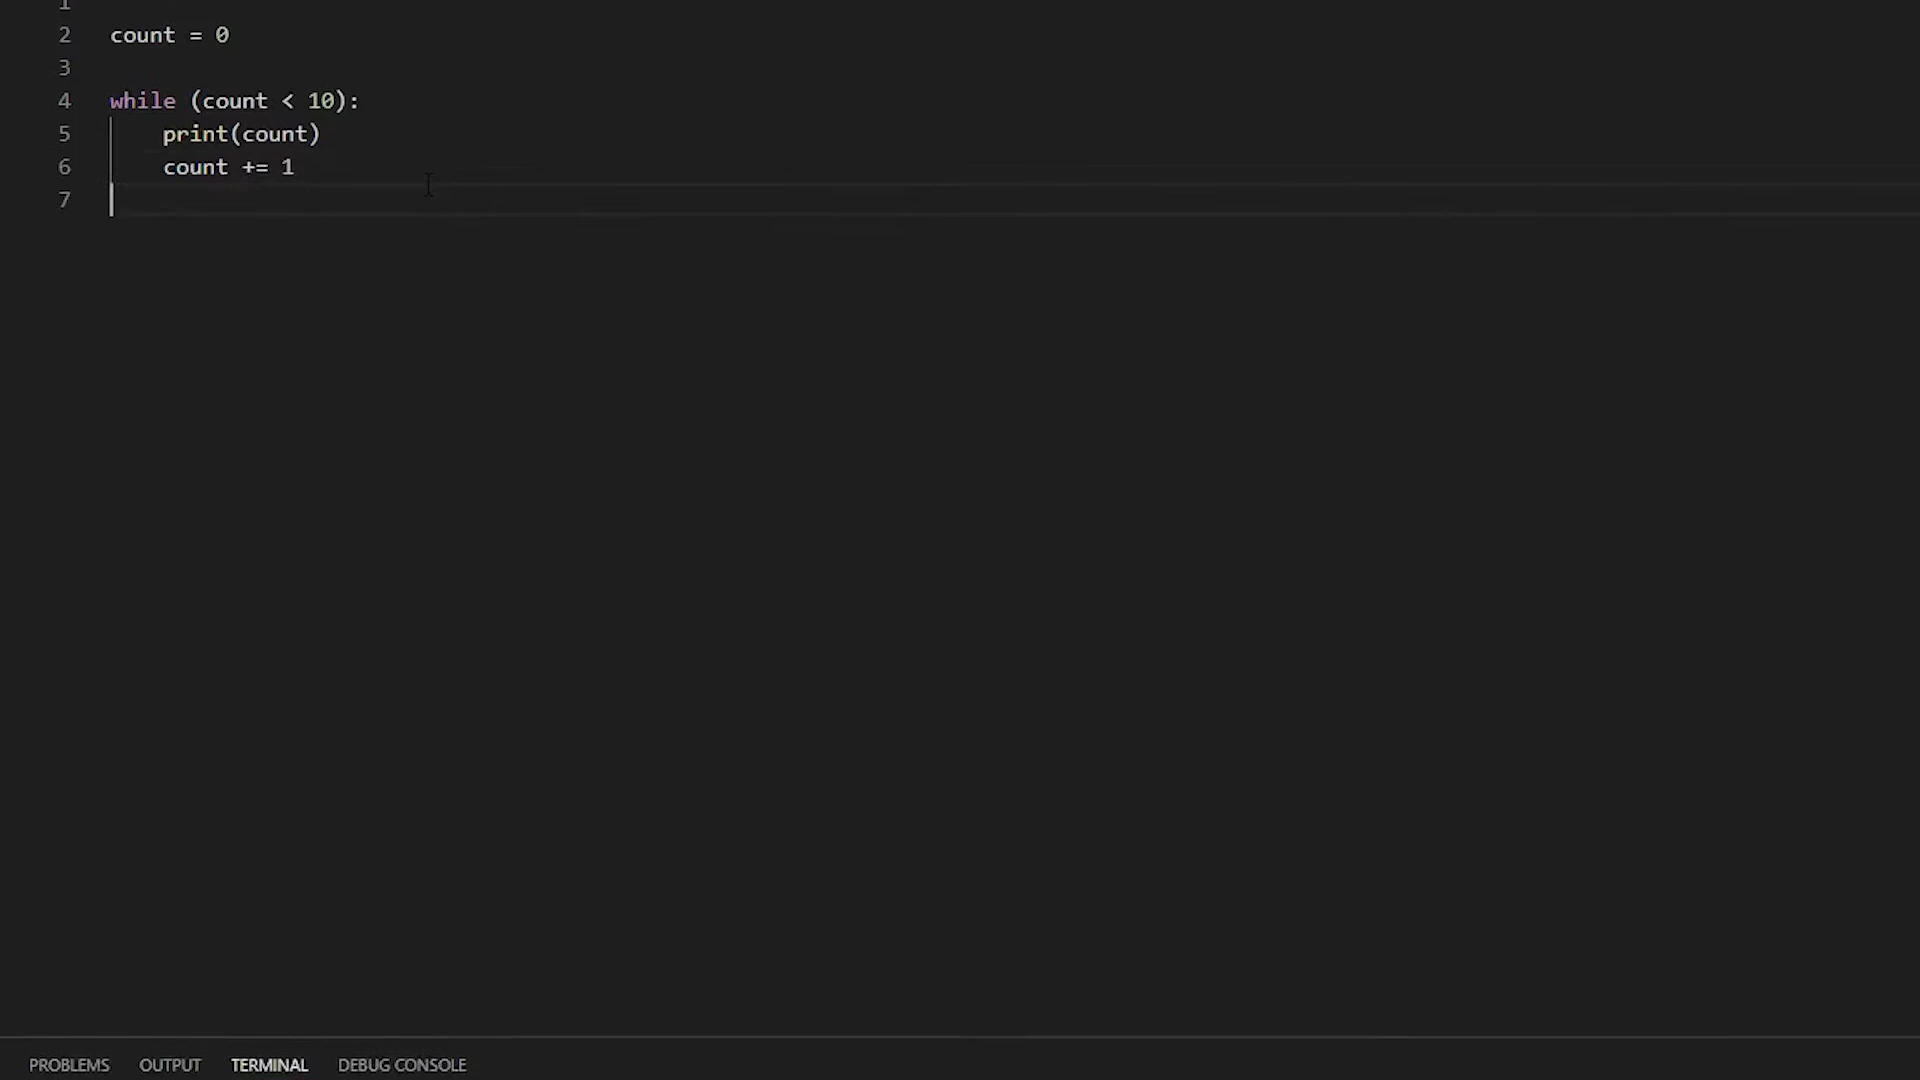 1
2 count = 0
3
4 while (count < 10):
5 print(count)
6 count += 1
7
PROBLEMS OUTPUT TERMINAL DEBUG CONSOLE